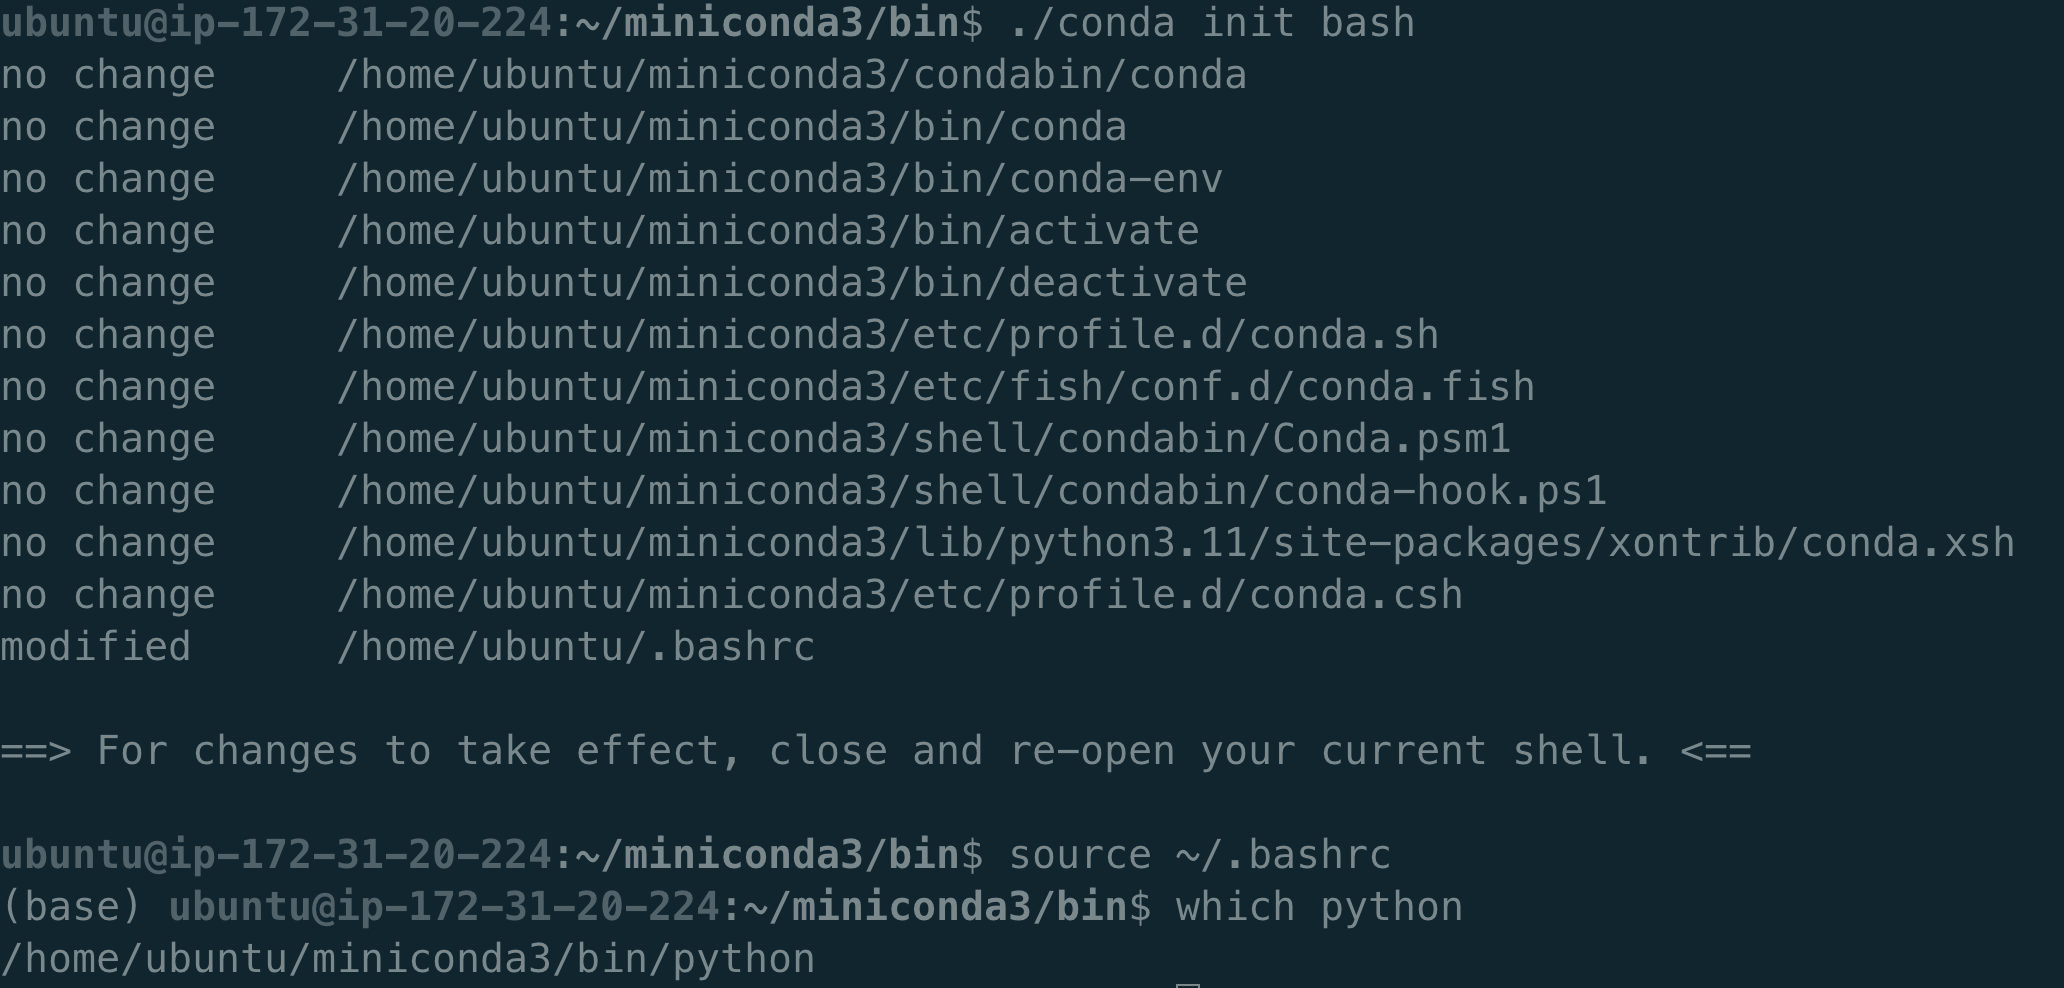 ubuntu@ip-172-31-20-224:~/miniconda3/bin$ ./conda init bash
no change     /home/ubuntu/miniconda3/condabin/conda
no change     /home/ubuntu/miniconda3/bin/conda
no change     /home/ubuntu/miniconda3/bin/conda-env
no change     /home/ubuntu/miniconda3/bin/activate
no change     /home/ubuntu/miniconda3/bin/deactivate
no change     /home/ubuntu/miniconda3/etc/profile.d/conda.sh
no change     /home/ubuntu/miniconda3/etc/fish/conf.d/conda.fish
no change     /home/ubuntu/miniconda3/shell/condabin/Conda.psm1
no change     /home/ubuntu/miniconda3/shell/condabin/conda-hook.ps1
no change     /home/ubuntu/miniconda3/lib/python3.11/site-packages/xontrib/conda.xsh
no change     /home/ubuntu/miniconda3/etc/profile.d/conda.csh
modified      /home/ubuntu/.bashrc
==> For changes to take effect, close and re-open your current shell. <==
ubuntu@ip-172-31-20-224:~/miniconda3/bin$ source ~/.bashrc
(base) ubuntu@ip-172-31-20-224:~/miniconda3/bin$ which python
/home/ubuntu/miniconda3/bin/python